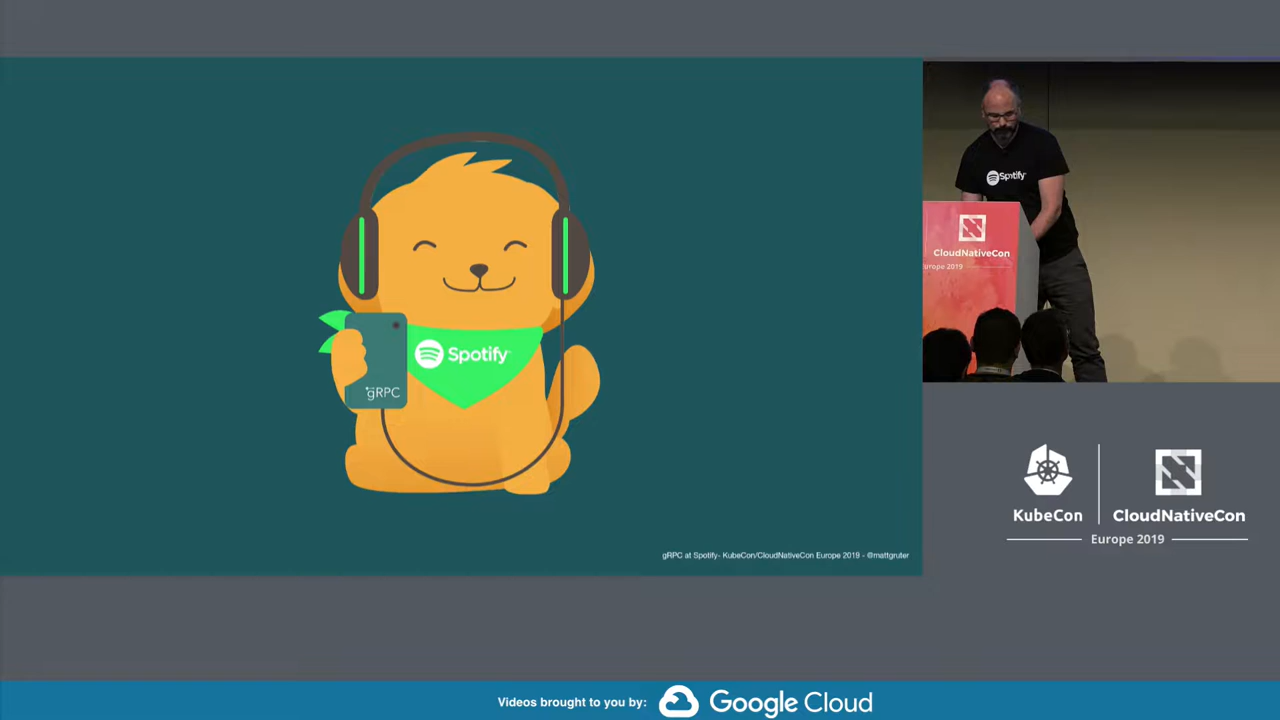 Spotify
gRPC
gRPC at Spotify- KubeCon/CloudNativeCon Europe 2019 - @mattgruter
Spotify
CloudNativeCon
urope 2019
KubeCon
CloudNativeCon
Europe 2019
Videos brought to you by:
Google Cloud